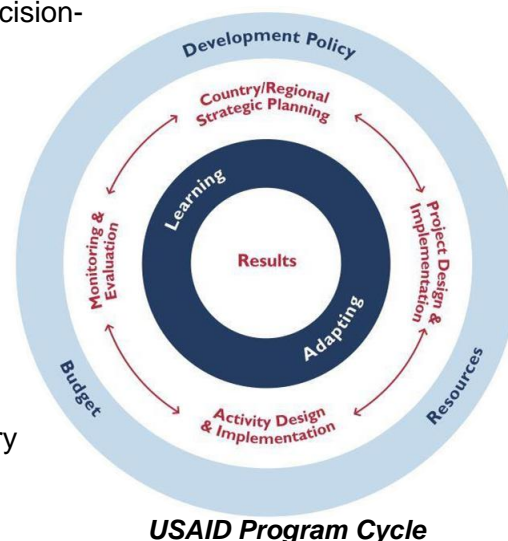 cision-
Development Policy
Country/Regional
Strategic Planning
Learning
Monitoring &
Evaluation
Results
Project Design &
Implementation
Adapting
Budget
Resources
Activity Design
& Implementation
ry
USAID Program Cycle